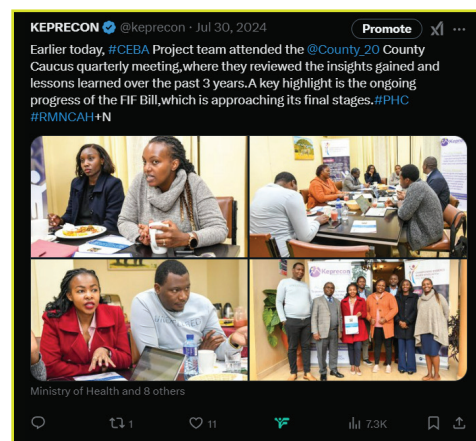 KEPRECON @keprecon · Jul 30, 2024 Promote ···
Earlier today, #CEBA Project team attended the @County_20 County
Caucus quarterly meeting,where they reviewed the insights gained and
lessons learned over the past 3 years.A key highlight is the ongoing
progress of the FIF Bill,which is approaching its final stages.#PHC
#RMNCAH+N
Keprecon
Ministry of Health and 8 others
1 11 7.3K